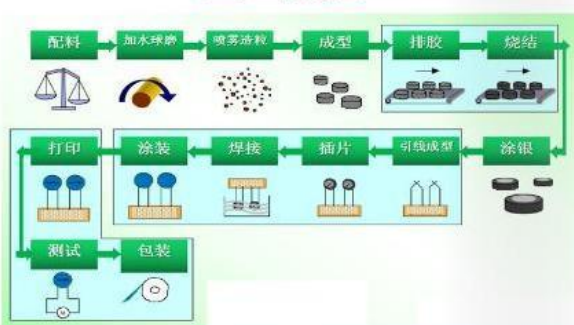 配料
加水球磨
喷雾造粒
成型
排胶
烧结
打印
涂装
焊接
插片
引线成型
涂银
测试
包装